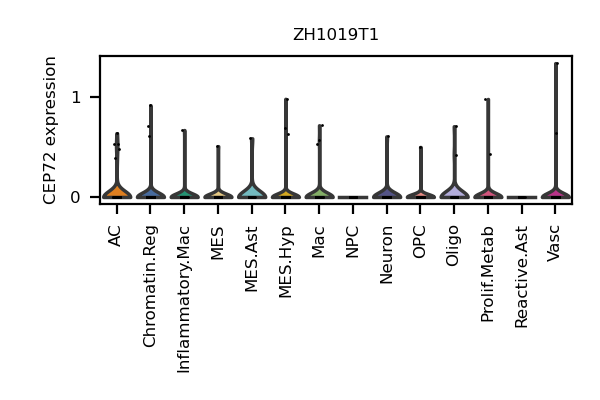 ZH1019T1
CEP72 expression
1
0
AC
Chromatin.Reg
Inflammatory.Mac
MES
MES.Ast
MES.Hyp
Mac
NPC
Neuron
OPC
Oligo
Prolif.Metab
Reactive.Ast
Vasc